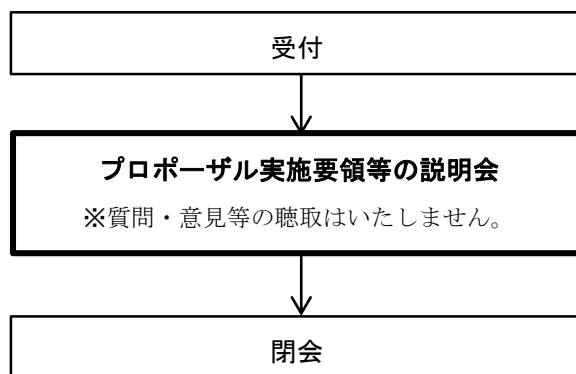 受付
プロポーザル実施要領等の説明会
※質問・意見等の聴取はいたしません。
閉会